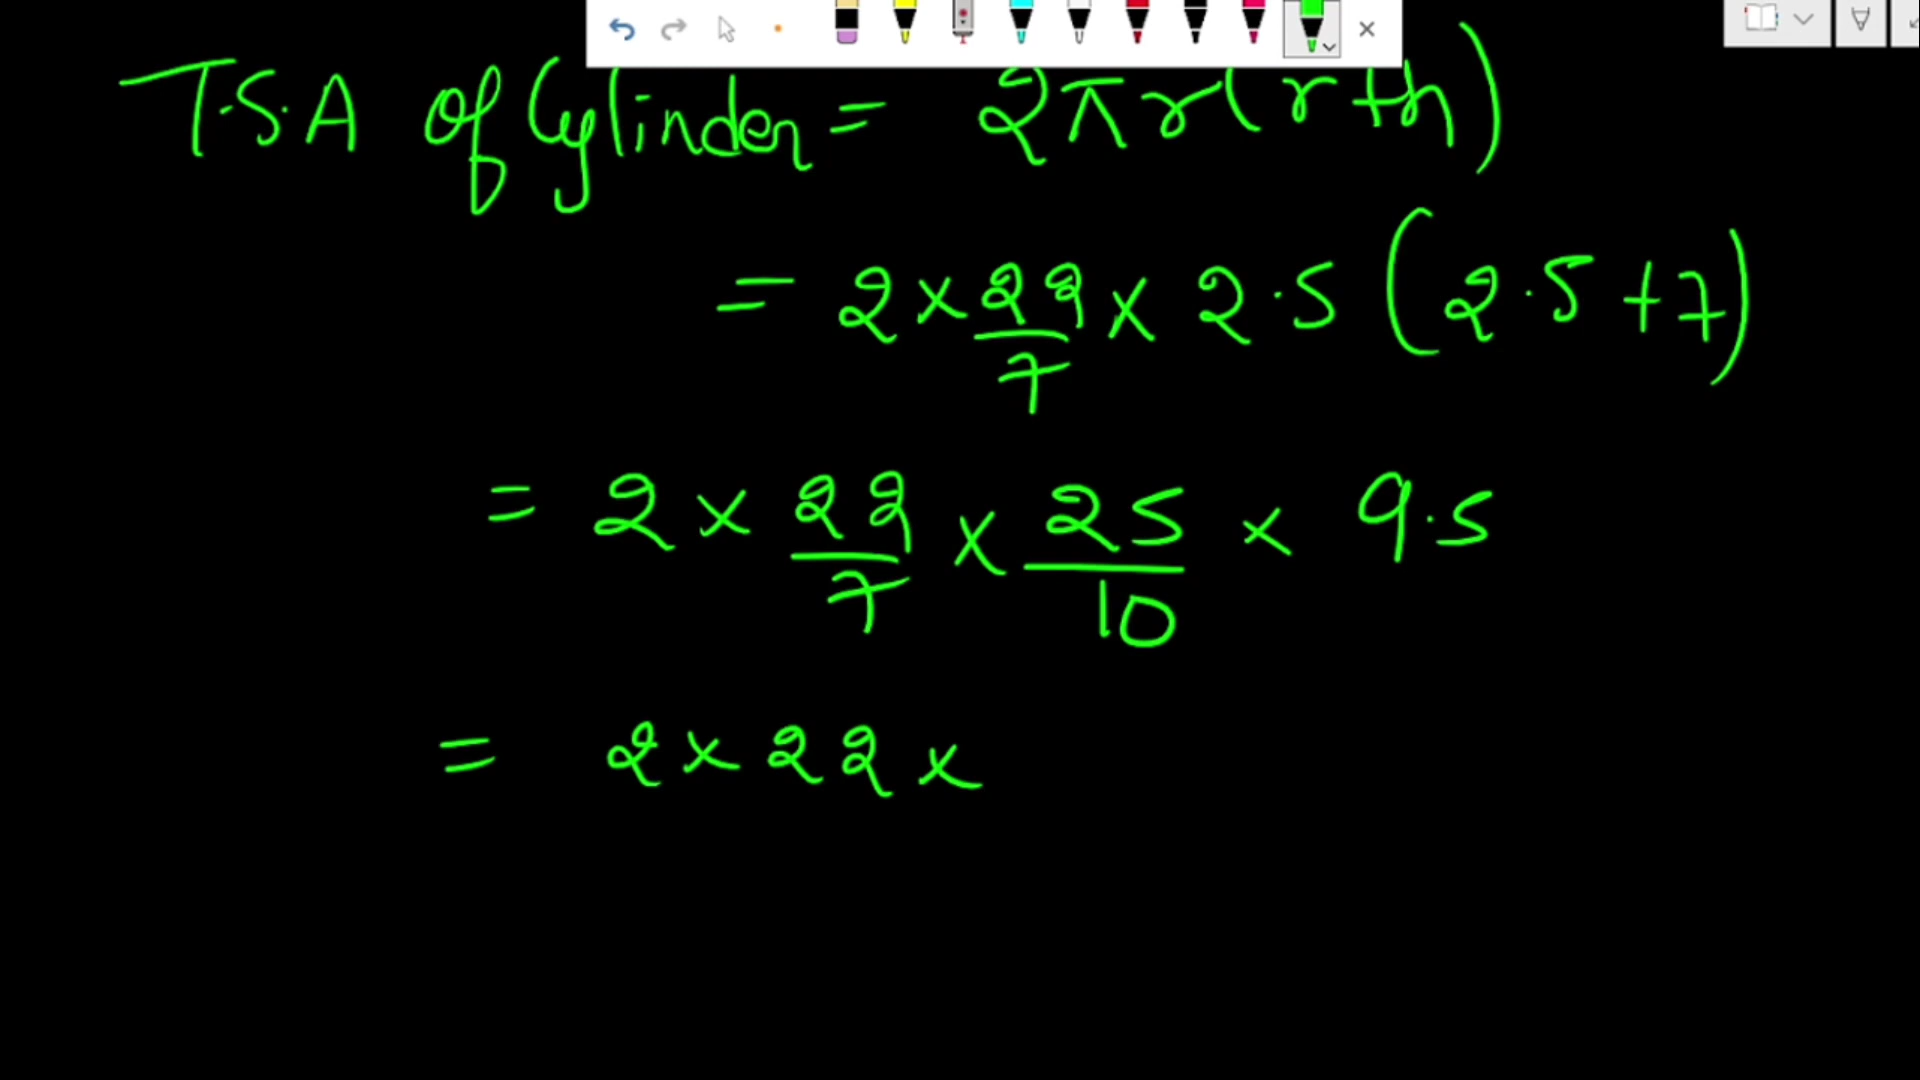 T.S.A of Cylinder = 2πr(r+h)
= 2 × 22/7 × 2.5 (2.5+7)
= 2 × 22/7 × 25/10 × 9.5
= 2 × 22 ×